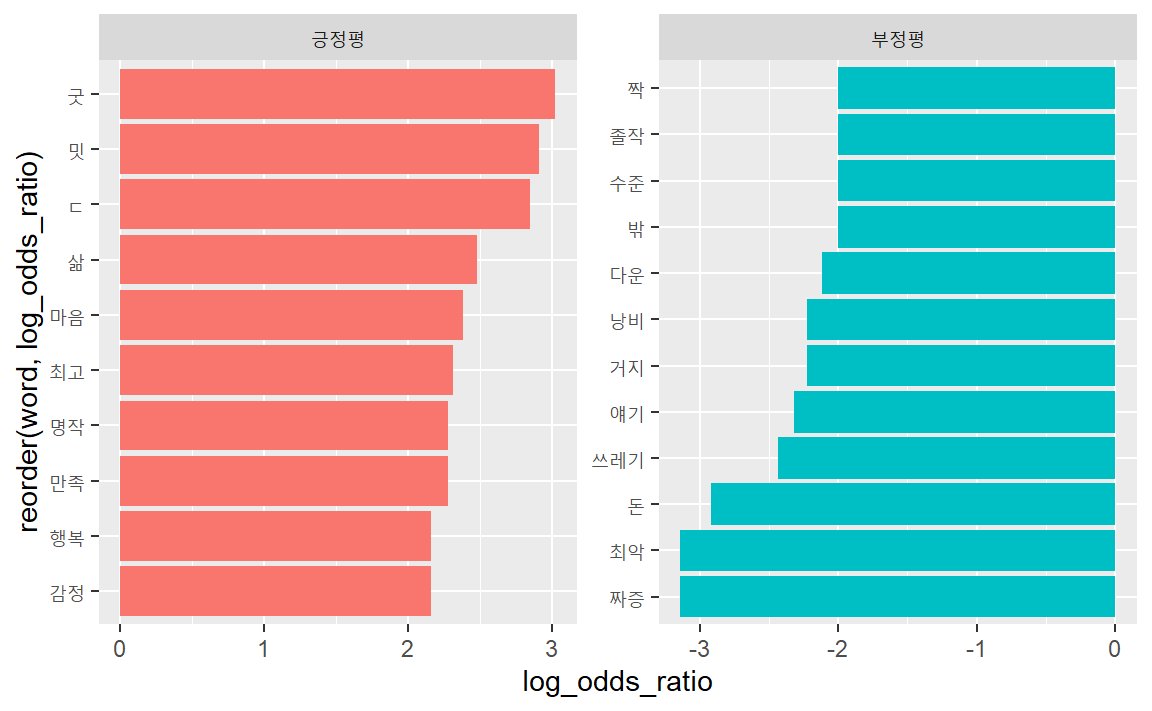 긍정평
부정평
reorder(word, log_odds_ratio)
굿
밋
ㄷ
삶
마음
최고
명작
만족
행복
감정
0 1 2 3
짝
졸작
수준
밖
다운
낭비
거지
얘기
쓰레기
돈
최악
짜증
-3 -2 -1 0
log_odds_ratio